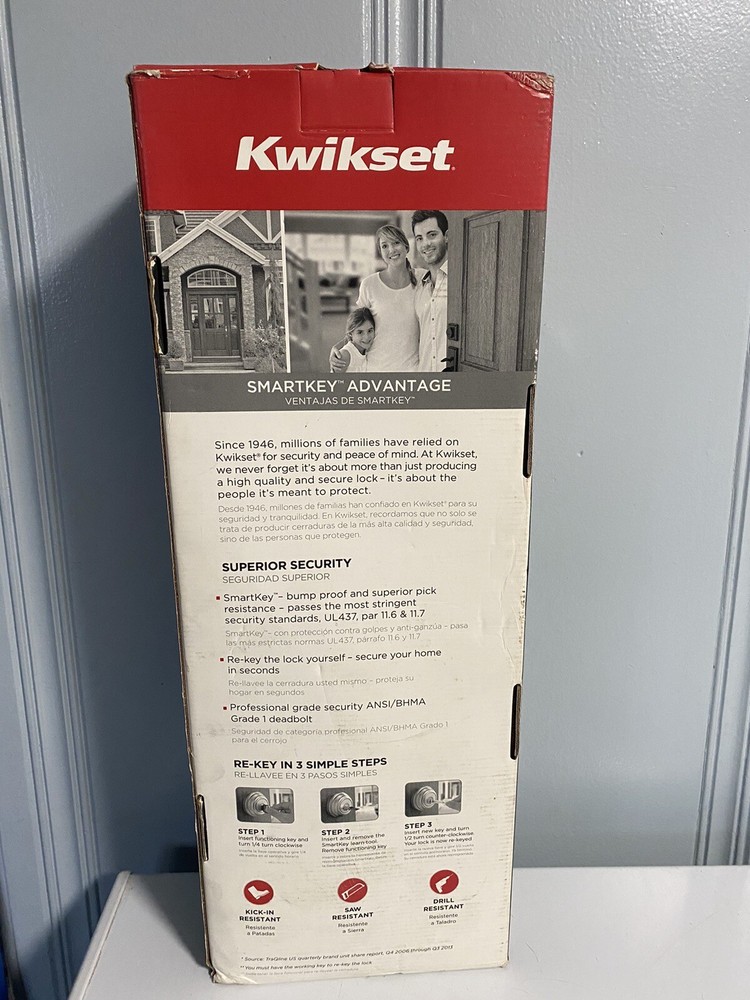 Kwikset
SMARTKEY™ ADVANTAGE
VENTAJAS DE SMARTKEY™
Since 1946, millions of families have relied on
Kwikset® for security and peace of mind. At Kwikset,
we never forget it's about more than just producing
a high quality and secure lock – it's about the
people it's meant to protect.
Desde 1946, millones de familias han confiado en Kwikset® para su
seguridad y tranquilidad. En Kwikset, recordamos que no solo se
trata de producir cerraduras de la más alta calidad y seguridad,
sino de las personas que protegen.
SUPERIOR SECURITY
SEGURIDAD SUPERIOR
SmartKey™– bump proof and superior pick
resistance – passes the most stringent
security standards, UL437, par 11.6 & 11.7
SmartKey™– con protección contra golpes y anti-ganzúa – pasa
las más estrictas normas UL437, párrafo 11.6 y 11.7
Re-key the lock yourself – secure your home
in seconds
Re-llavee la cerradura usted mismo – proteja su
hogar en segundos
Professional grade security ANSI/BHMA
Grade 1 deadbolt
Seguridad de categoría profesional ANSI/BHMA Grado 1
para el cerrojo
RE-KEY IN 3 SIMPLE STEPS
RE-LLAVEE EN 3 PASOS SIMPLES
STEP 1
Insert functioning key and
turn 1/4 turn clockwise
STEP 2
Insert and remove the
SmartKey learn tool.
Remove functioning key
STEP 3
Insert new key and turn
1/2 turn counter-clockwise.
Your lock is now re-keyed
KICK-IN
RESISTANT
Resistente
a Patadas
SAW
RESISTANT
Resistente
a Sierra
DRILL
RESISTANT
Resistente
a Taladro
* Source: TraQline US quarterly brand unit share report, Q4 2006 through Q3 2013
** You must have the working key to re-key the lock